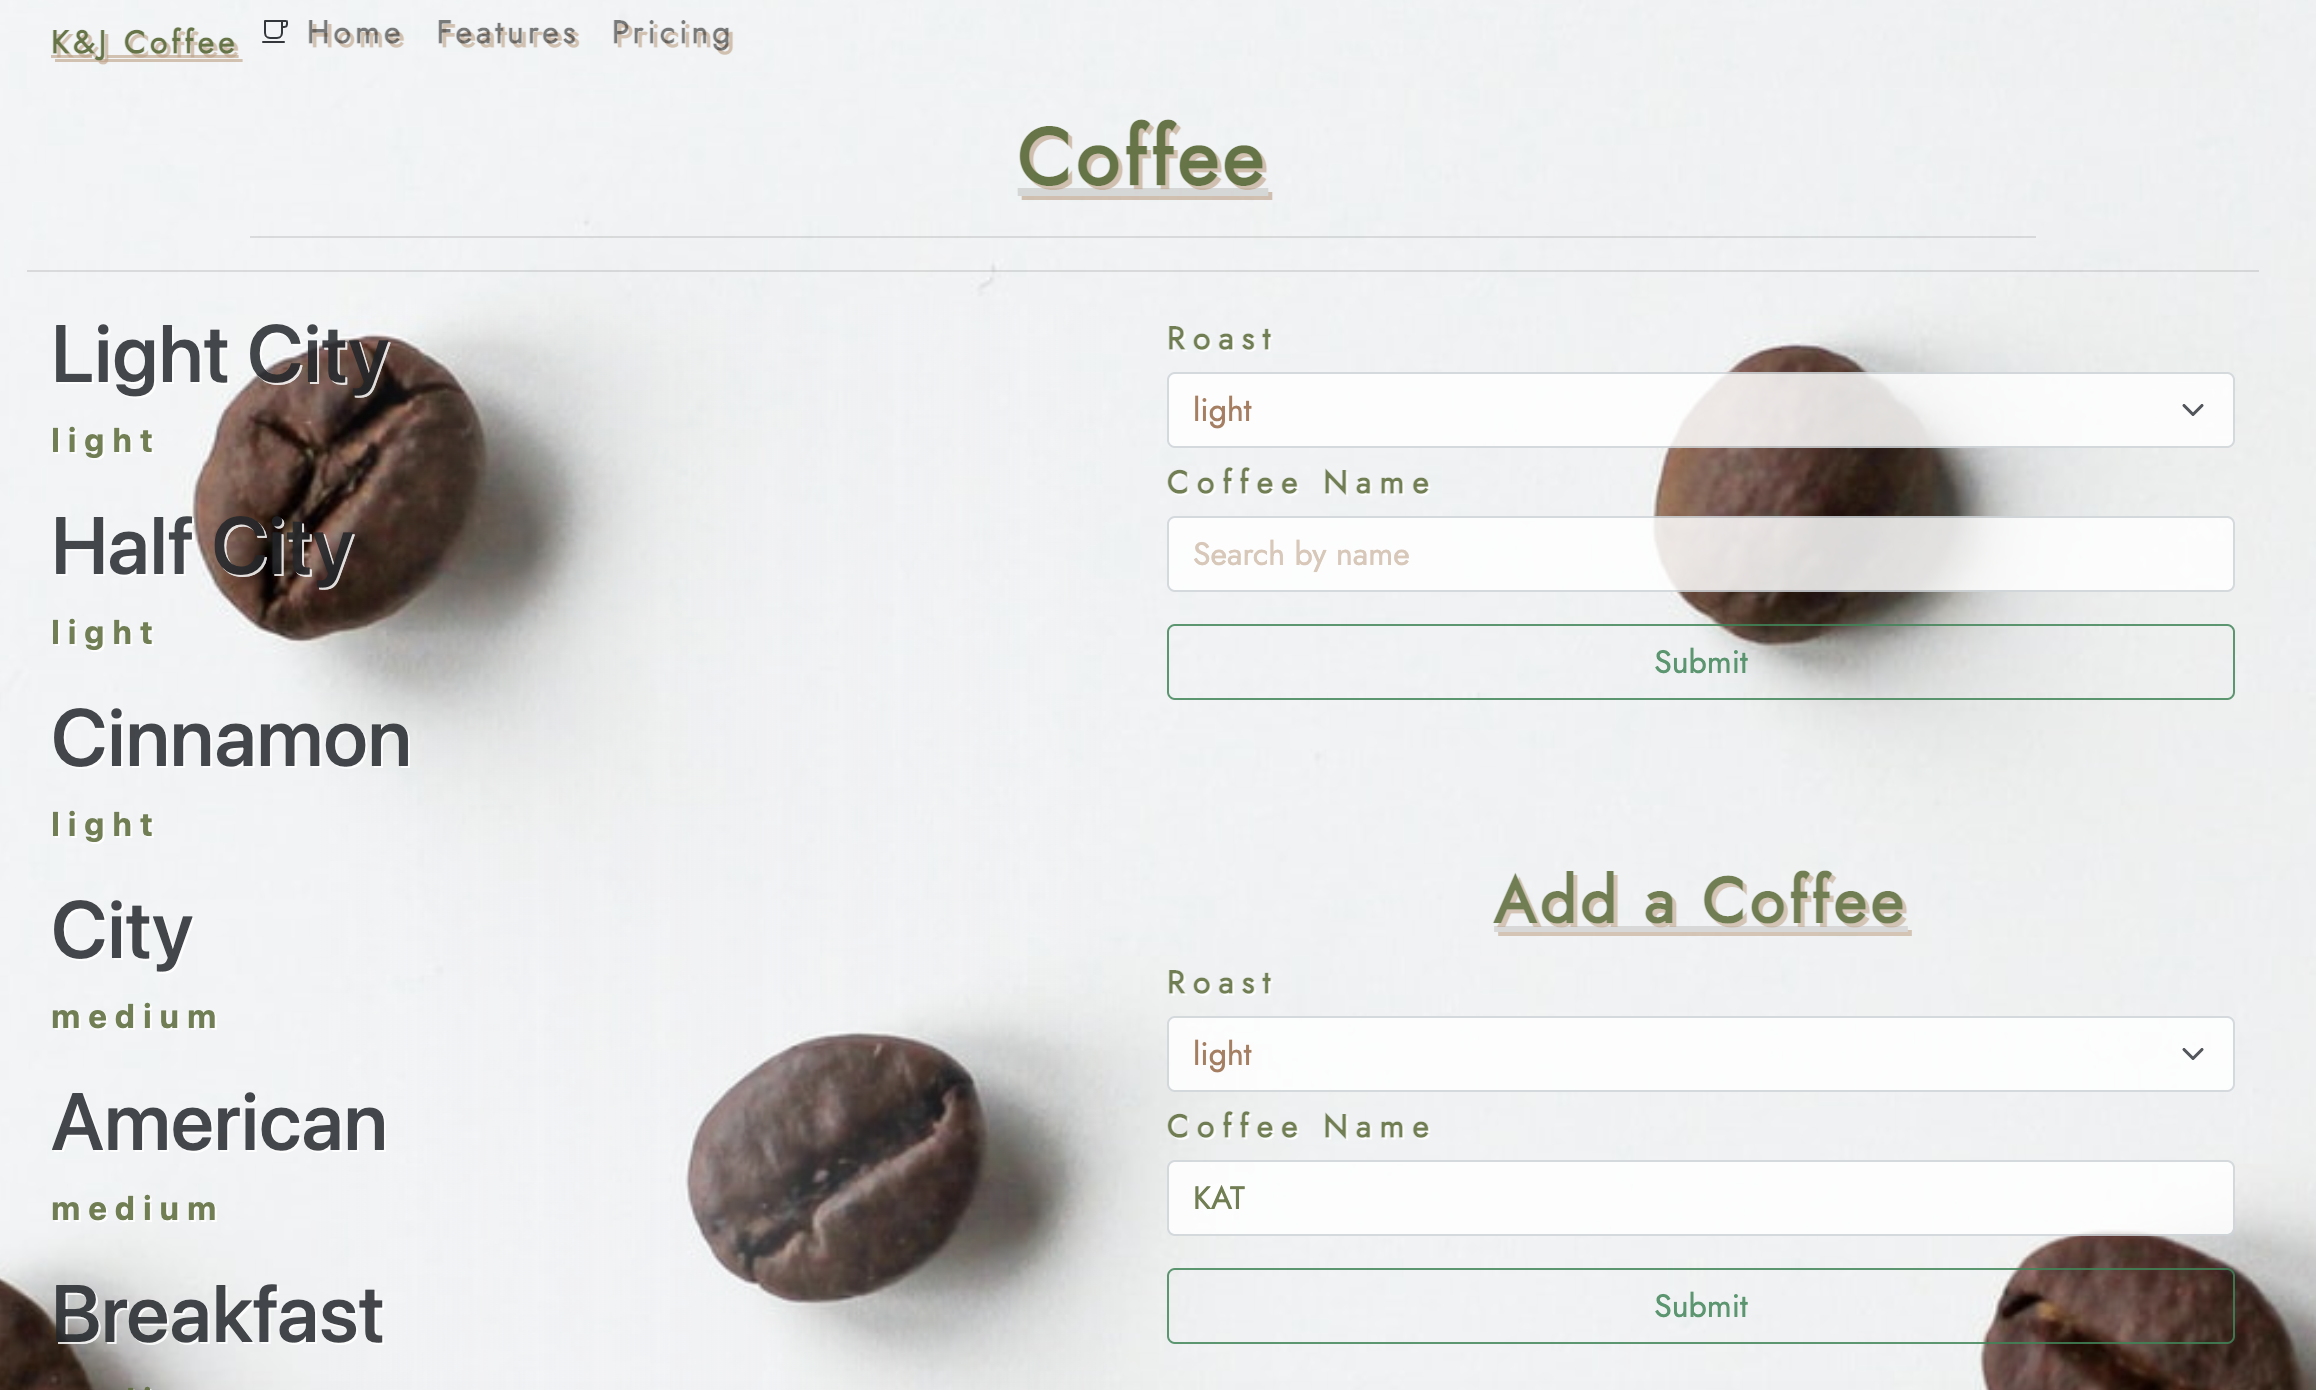 K&J Coffee Home Features Pricing
Coffee
Light City
light
Half City
light
Cinnamon
light
City
medium
American
medium
Breakfast
Roast
light
Coffee Name
Search by name
Submit
Add a Coffee
Roast
light
Coffee Name
KAT
Submit